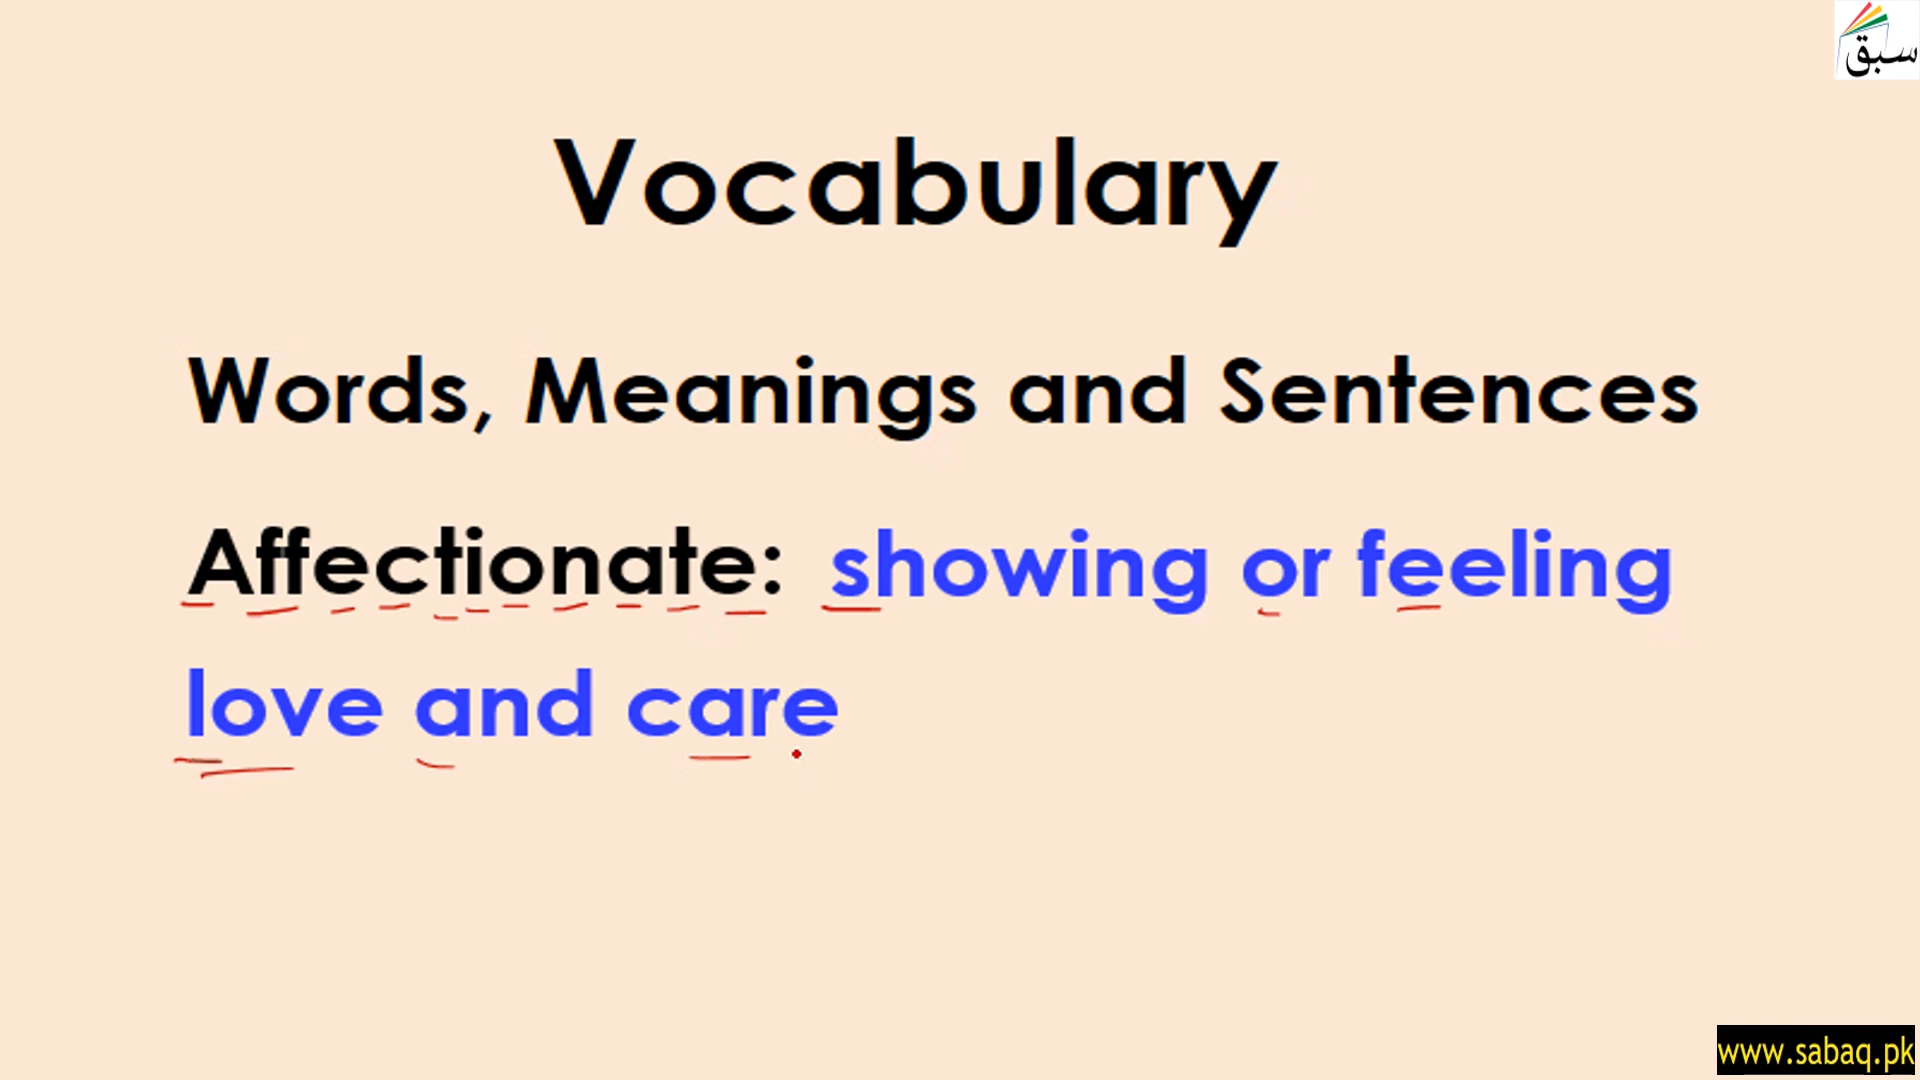 سبق
Vocabulary
Words, Meanings and Sentences
Affectionate: showing or feeling
love and care
www.sabaq.pk